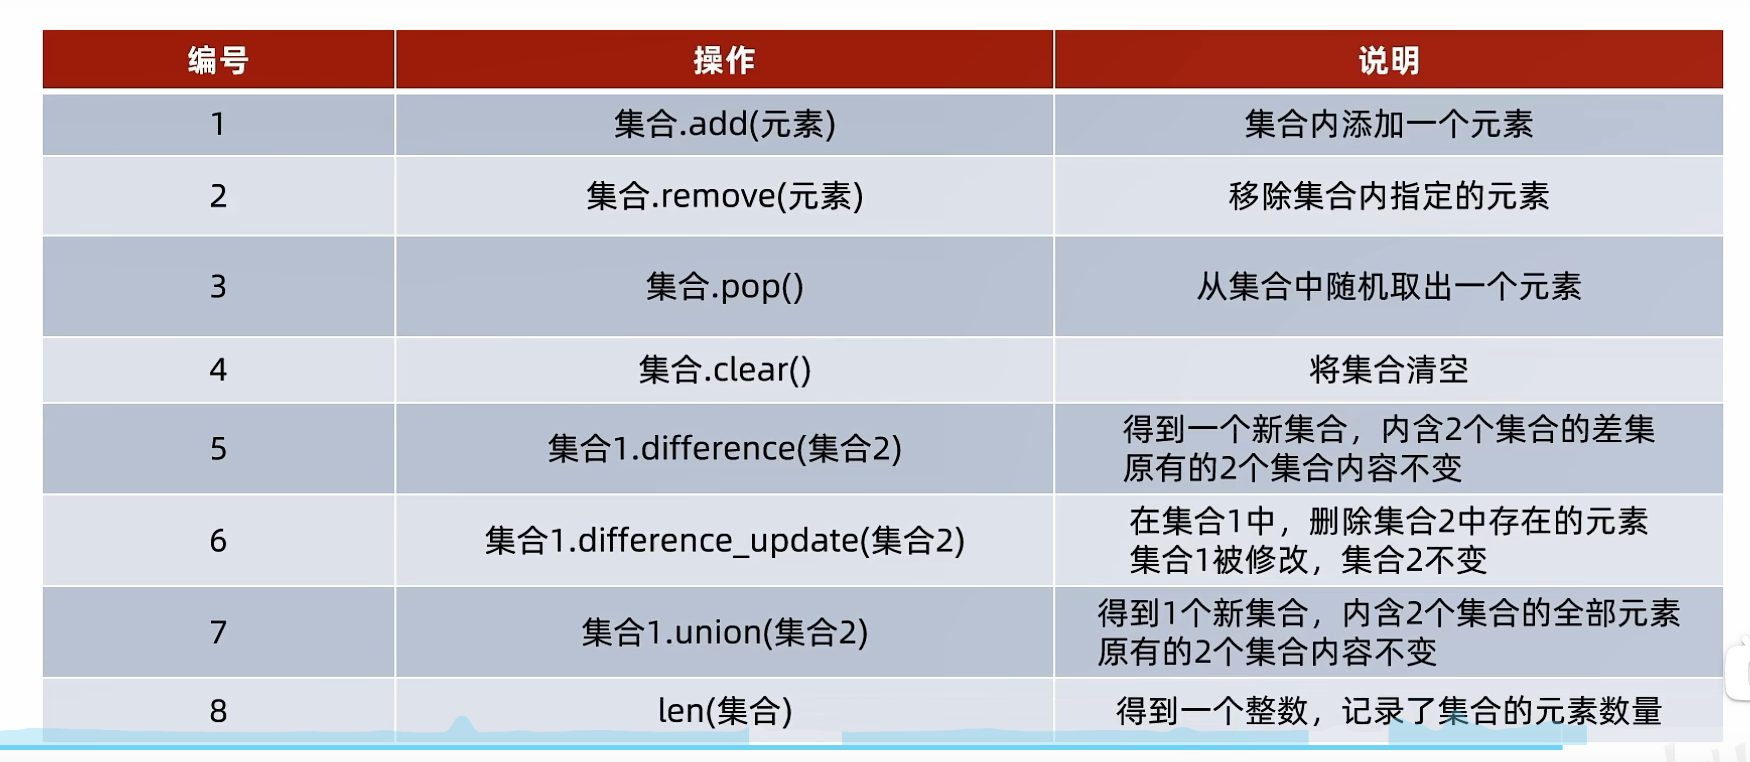 编号 操作 说明
1 集合.add(元素) 集合内添加一个元素
2 集合.remove(元素) 移除集合内指定的元素
3 集合.pop() 从集合中随机取出一个元素
4 集合.clear() 将集合清空
5 集合1.difference(集合2) 得到一个新集合，内含2个集合的差集
原有的2个集合内容不变
6 集合1.difference_update(集合2) 在集合1中，删除集合2中存在的元素
集合1被修改，集合2不变
7 集合1.union(集合2) 得到1个新集合，内含2个集合的全部元素
原有的2个集合内容不变
8 len(集合) 得到一个整数，记录了集合的元素数量